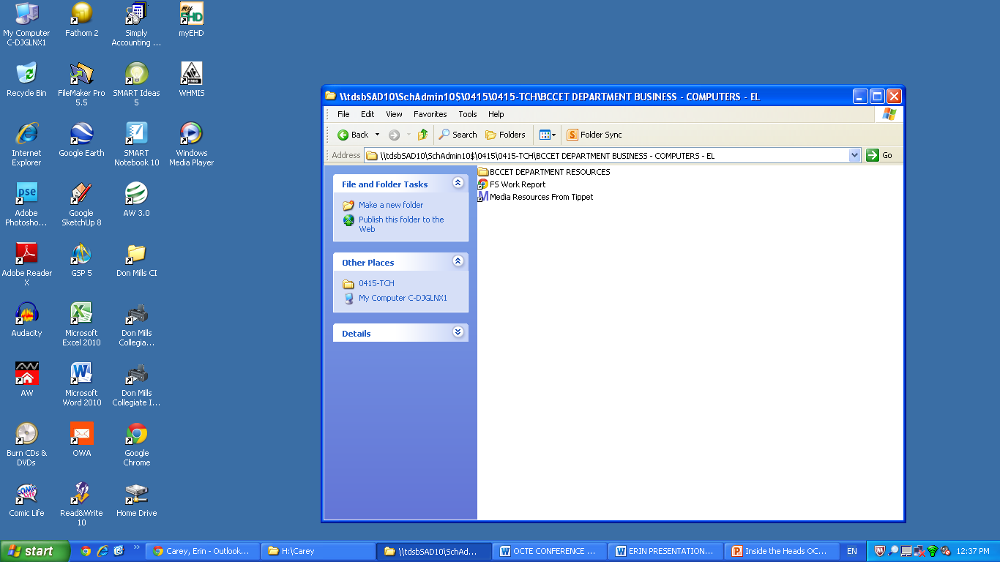 My Computer
C-DJGLNX1
Fathom 2
Simply
Accounting ...
myEHD
Recycle Bin
FileMaker Pro
5.5
SMART Ideas
5
WHMIS
Internet
Explorer
Google Earth
SMART
Notebook 10
Windows
Media Player
Adobe
Photosho...
Google
SketchUp 8
AW 3.0
Adobe Reader
X
GSP 5
Don Mills CI
Audacity
Microsoft
Excel 2010
Don Mills
Collegia...
AW
Microsoft
Word 2010
Don Mills
Collegiate I...
Burn CDs &
DVDs
OWA
Google
Chrome
Comic Life
Read&Write
10
Home Drive
\\tdsbSAD10\SchAdmin10$\0415\0415-TCH\BCCET DEPARTMENT BUSINESS - COMPUTERS - EL
File Edit View Favorites Tools Help
Back Search Folders Folder Sync
Address \\tdsbSAD10\SchAdmin10$\0415\0415-TCH\BCCET DEPARTMENT BUSINESS - COMPUTERS - EL Go
File and Folder Tasks
Make a new folder
Publish this folder to the
Web
Other Places
0415-TCH
My Computer C-DJGLNX1
Details
BCCET DEPARTMENT RESOURCES
FS Work Report
Media Resources From Tippet
start Carey, Erin - Outlook... H:\Carey \\tdsbSAD10\SchAd... OCTE CONFERENCE ... ERIN PRESENTATION... Inside the Heads OC... EN 12:37 PM